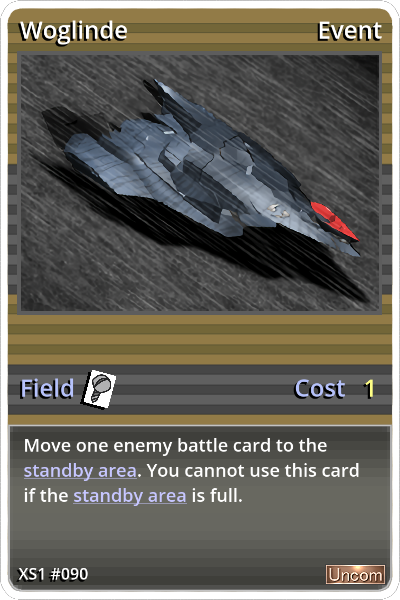 Woglinde Event
Field Cost 1
Move one enemy battle card to the
standby area. You cannot use this card
if the standby area is full.
XS1 #090 Uncom